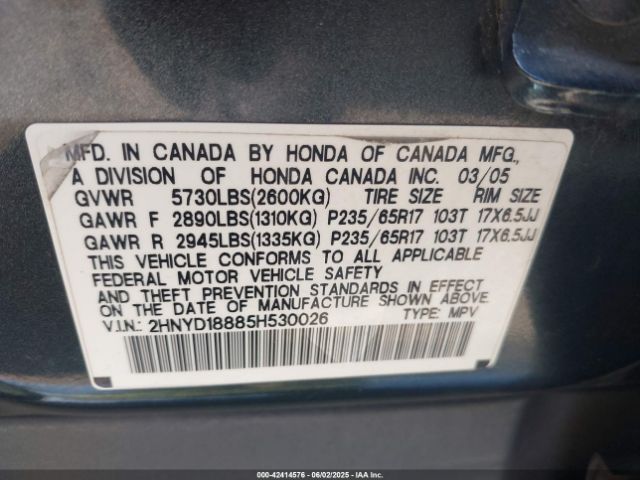 MFD. IN CANADA BY HONDA OF CANADA MFG.,
A DIVISION OF HONDA CANADA INC. 03/05
GVWR 5730LBS(2600KG) TIRE SIZE RIM SIZE
GAWR F 2890LBS(1310KG) P235/65R17 103T 17X6.5JJ
GAWR R 2945LBS(1335KG) P235/65R17 103T 17X6.5JJ
THIS VEHICLE CONFORMS TO ALL APPLICABLE
FEDERAL MOTOR VEHICLE SAFETY
AND THEFT PREVENTION STANDARDS IN EFFECT
ON THE DATE OF MANUFACTURE SHOWN ABOVE.
V.I.N.: 2HNYD18885H530026 TYPE: MPV
000-42414576 - 06/02/2025 - IAAI.COM